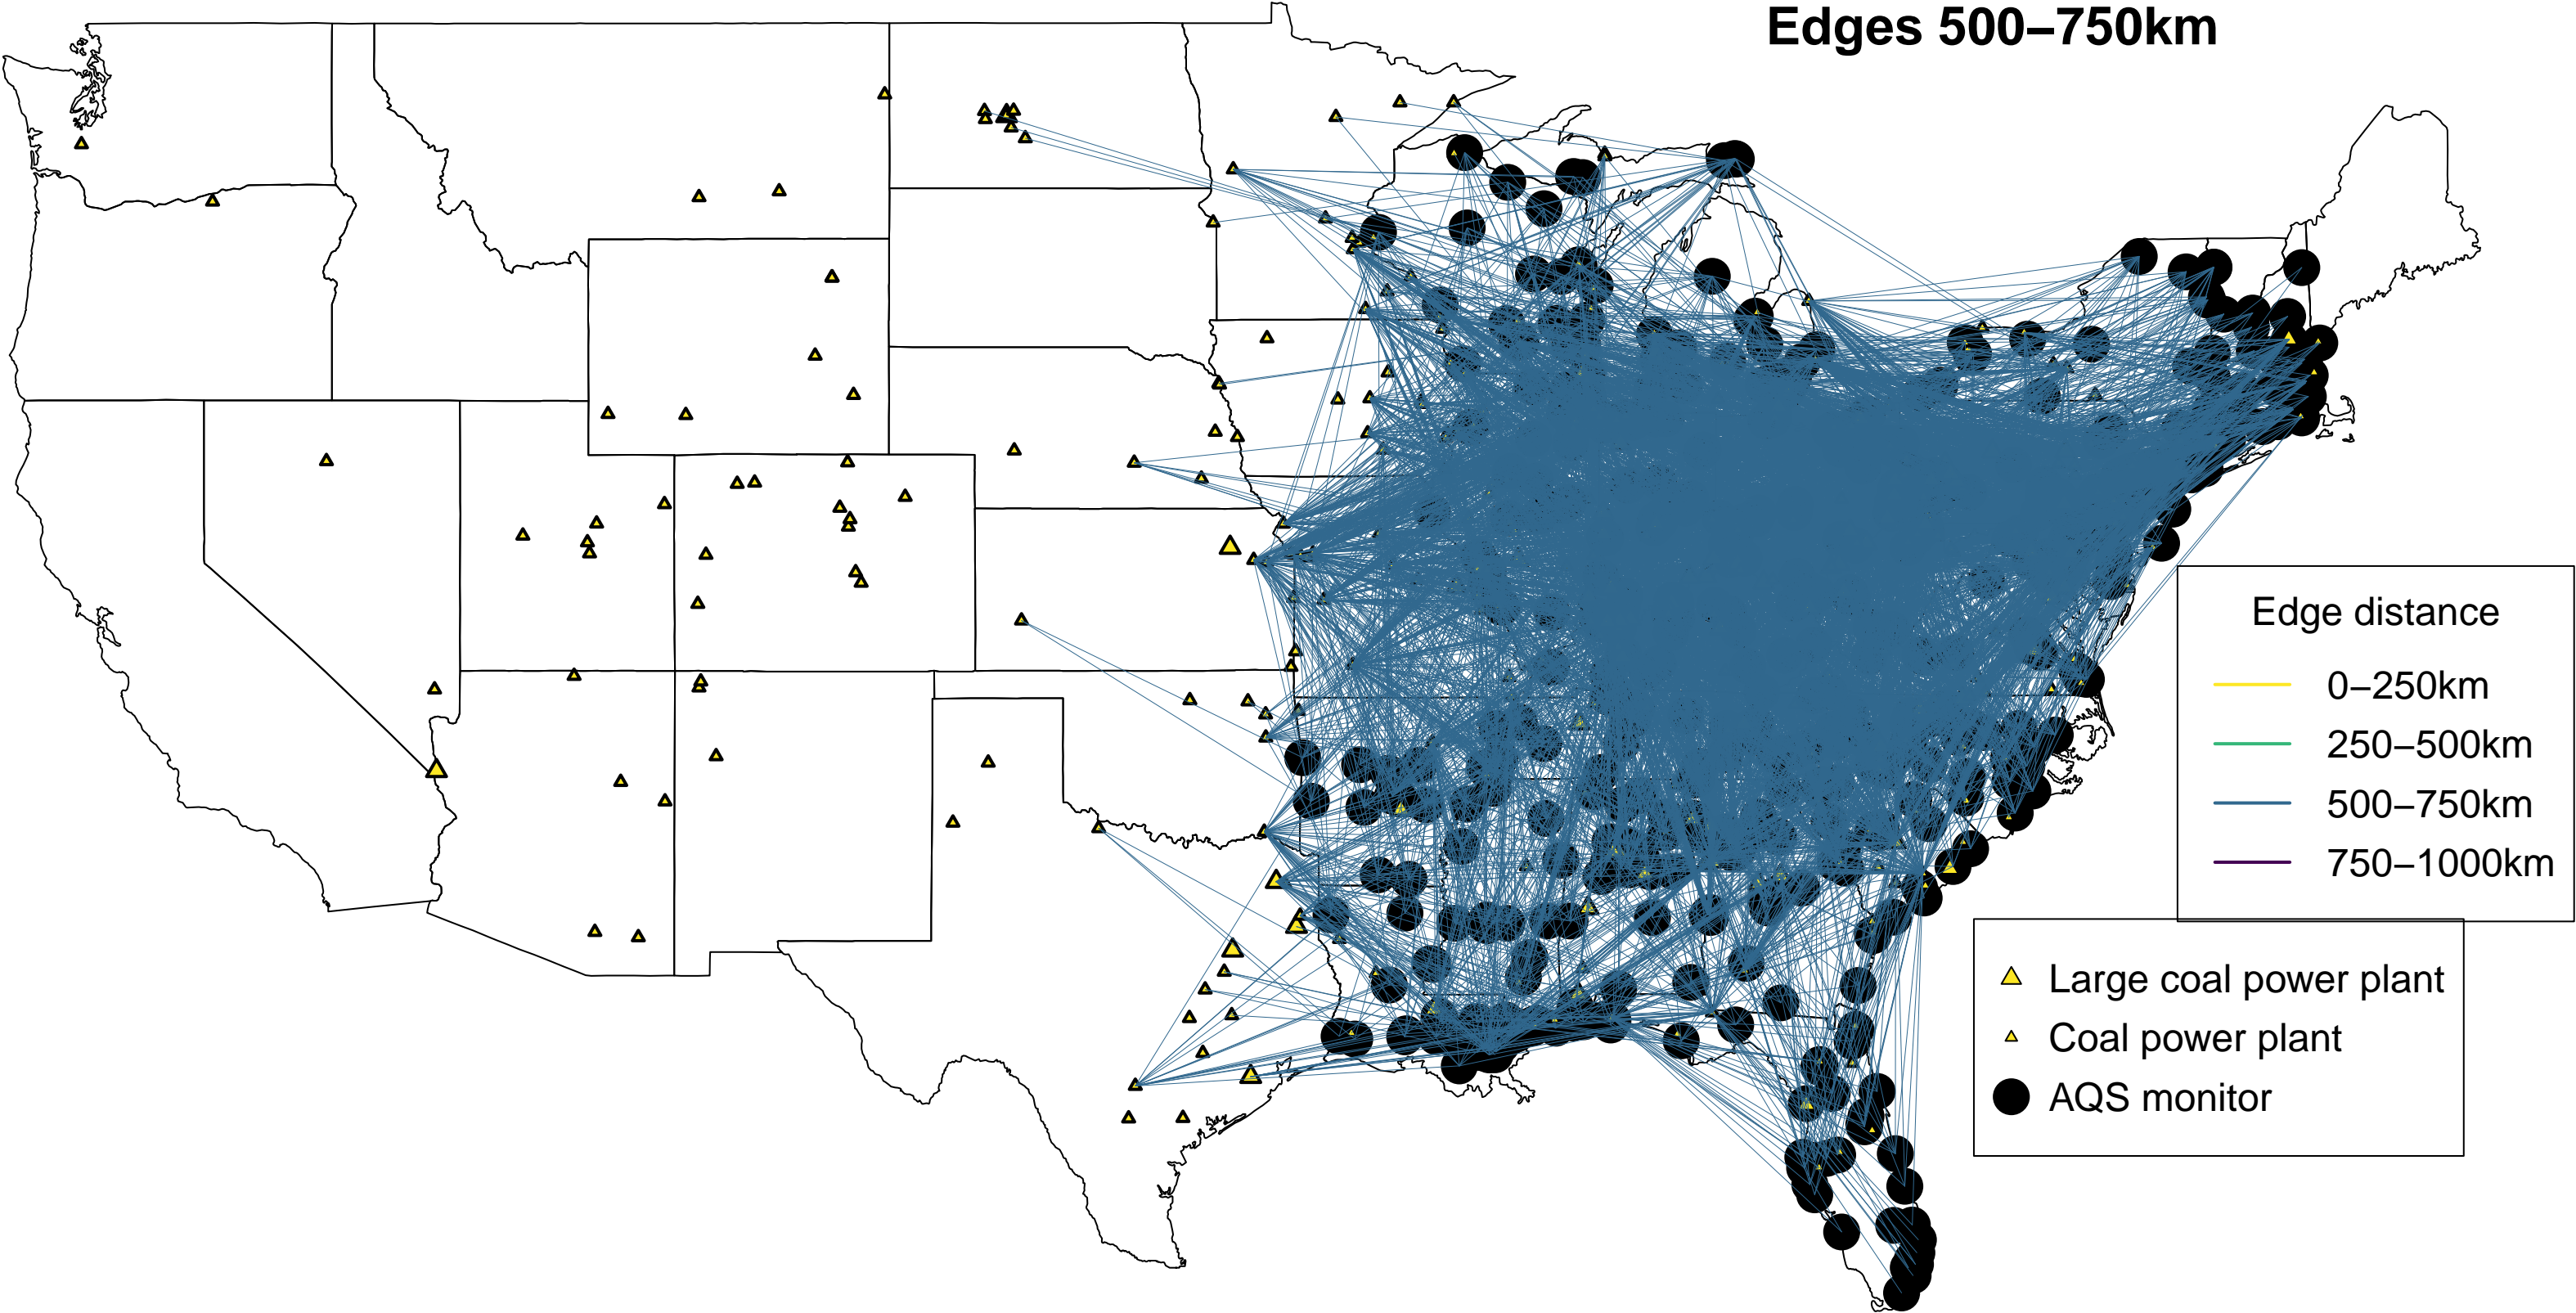 Edges 500–750km
Edge distance
0–250km
250–500km
500–750km
750–1000km
Large coal power plant
Coal power plant
AQS monitor